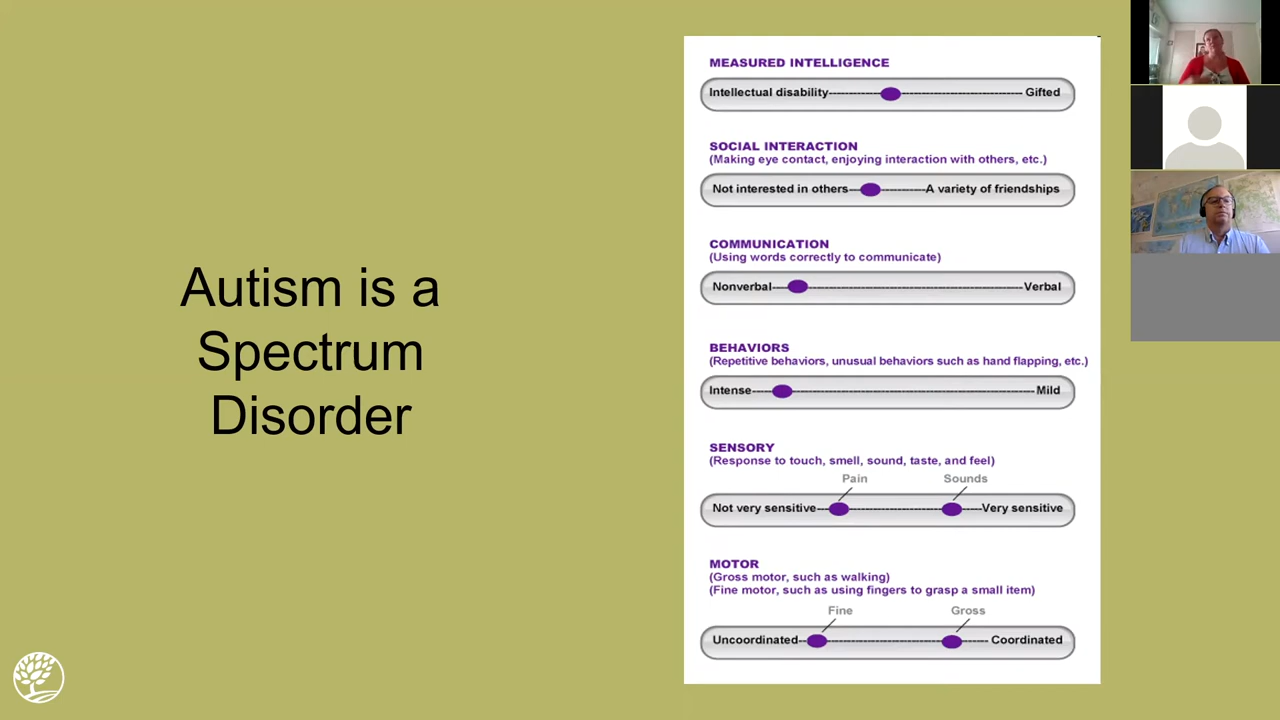 Autism is a
Spectrum
Disorder
MEASURED INTELLIGENCE
Intellectual disability Gifted
SOCIAL INTERACTION
(Making eye contact, enjoying interaction with others, etc.)
Not interested in others A variety of friendships
COMMUNICATION
(Using words correctly to communicate)
Nonverbal Verbal
BEHAVIORS
(Repetitive behaviors, unusual behaviors such as hand flapping, etc.)
Intense Mild
SENSORY
(Response to touch, smell, sound, taste, and feel)
Pain Sounds
Not very sensitive Very sensitive
MOTOR
(Gross motor, such as walking)
(Fine motor, such as using fingers to grasp a small item)
Fine Gross
Uncoordinated Coordinated